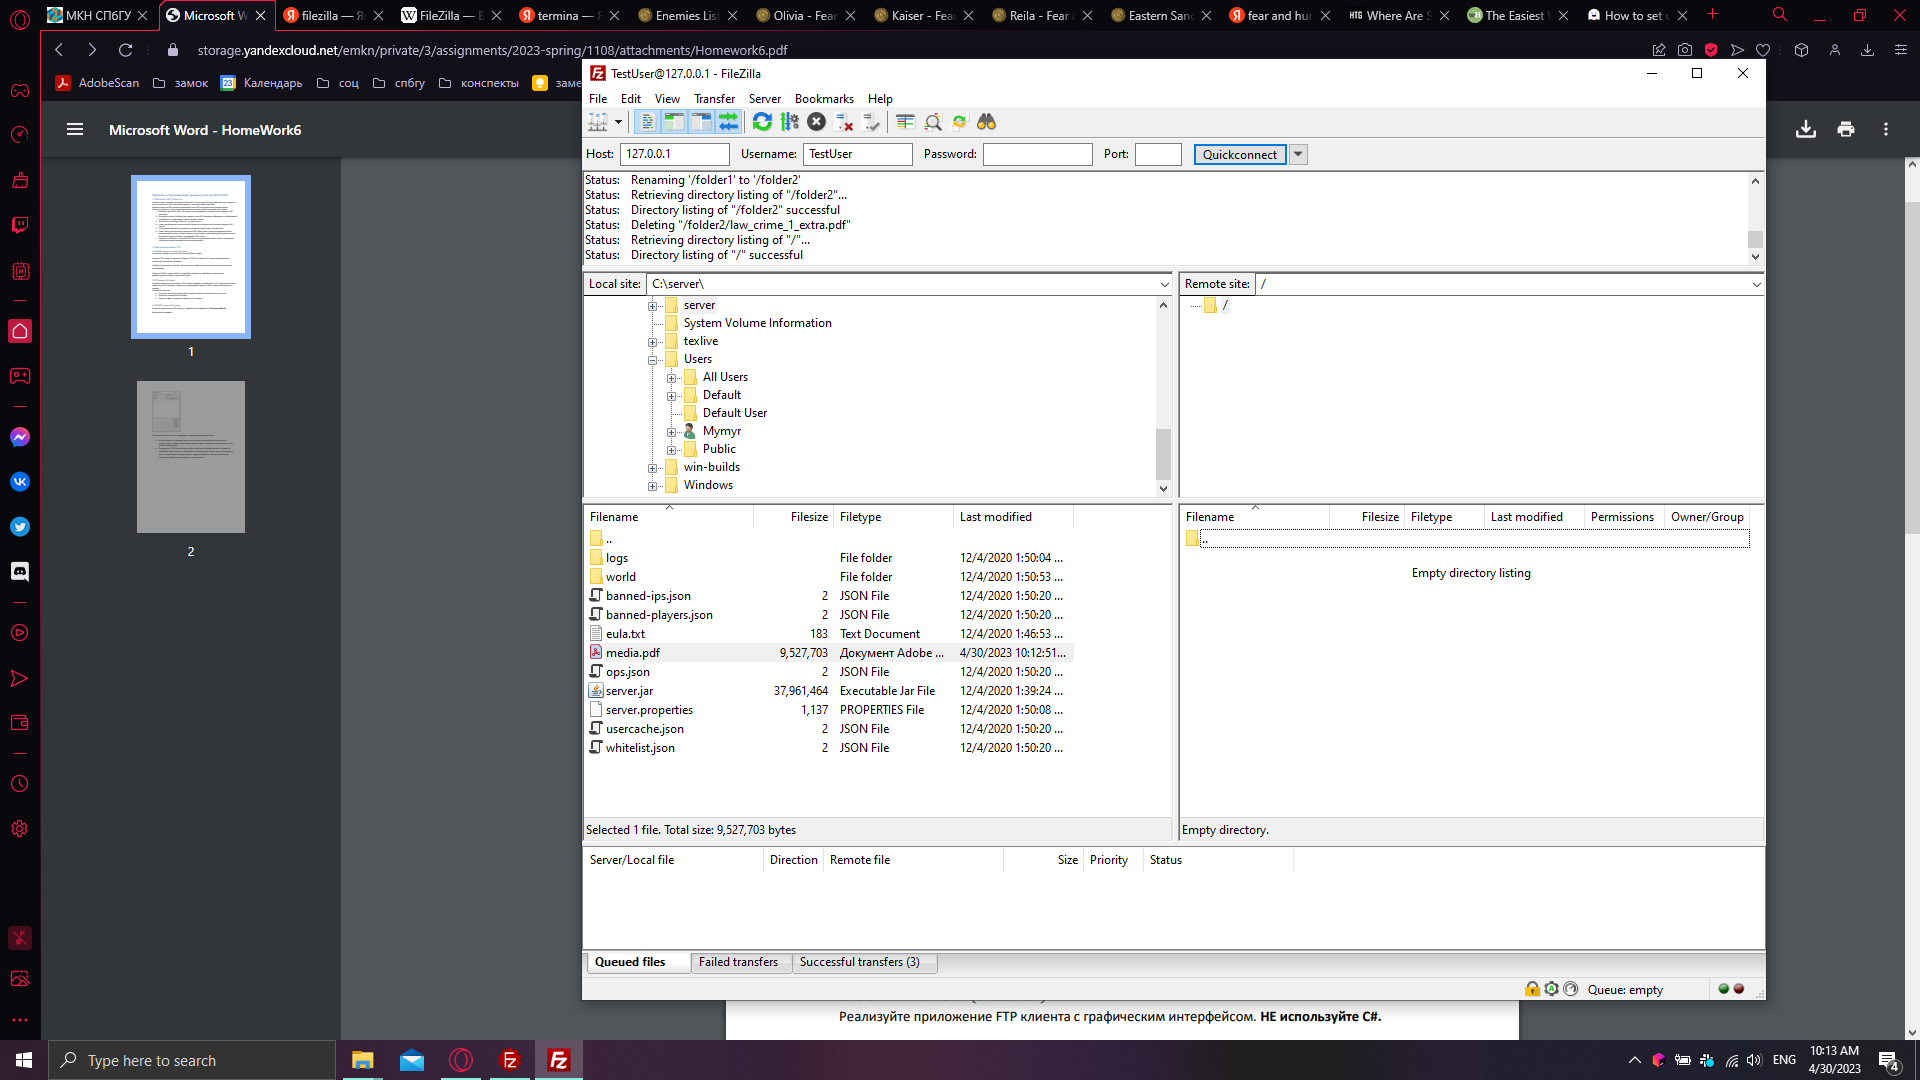 МКН СПбГУ
Microsoft W
filezilla — Я
FileZilla — В
termina — Я
Enemies Lis
Olivia - Fear
Kaiser - Fear
Reila - Fear a
Eastern San
fear and hun
HTG Where Are S
The Easiest
How to set u
storage.yandexcloud.net/emkn/private/3/assignments/2023-spring/1108/attachments/Homework6.pdf
AdobeScan
замок
23 Календарь
соц
спбгу
конспекты
заме
Microsoft Word - HomeWork6
1
2
TestUser@127.0.0.1 - FileZilla
File Edit View Transfer Server Bookmarks Help
Host: 127.0.0.1 Username: TestUser Password: Port: Quickconnect
Status: Renaming '/folder1' to '/folder2'
Status: Retrieving directory listing of "/folder2"...
Status: Directory listing of "/folder2" successful
Status: Deleting "/folder2/law_crime_1_extra.pdf"
Status: Retrieving directory listing of "/"...
Status: Directory listing of "/" successful
Local site: C:\server\
server
System Volume Information
texlive
Users
All Users
Default
Default User
Mymyr
Public
win-builds
Windows
Remote site: /
/
Filename Filesize Filetype Last modified
..
logs File folder 12/4/2020 1:50:04 ...
world File folder 12/4/2020 1:50:53 ...
banned-ips.json 2 JSON File 12/4/2020 1:50:20 ...
banned-players.json 2 JSON File 12/4/2020 1:50:20 ...
eula.txt 183 Text Document 12/4/2020 1:46:53 ...
media.pdf 9,527,703 Документ Adobe ... 4/30/2023 10:12:51...
ops.json 2 JSON File 12/4/2020 1:50:20 ...
server.jar 37,961,464 Executable Jar File 12/4/2020 1:39:24 ...
server.properties 1,137 PROPERTIES File 12/4/2020 1:50:08 ...
usercache.json 2 JSON File 12/4/2020 1:50:20 ...
whitelist.json 2 JSON File 12/4/2020 1:50:20 ...
Selected 1 file. Total size: 9,527,703 bytes
Filename Filesize Filetype Last modified Permissions Owner/Group
..
Empty directory listing
Empty directory.
Server/Local file Direction Remote file Size Priority Status
Queued files Failed transfers Successful transfers (3)
Queue: empty
Реализуйте приложение FTP клиента с графическим интерфейсом. НЕ используйте C#.
Type here to search
ENG
10:13 AM
4/30/2023
4